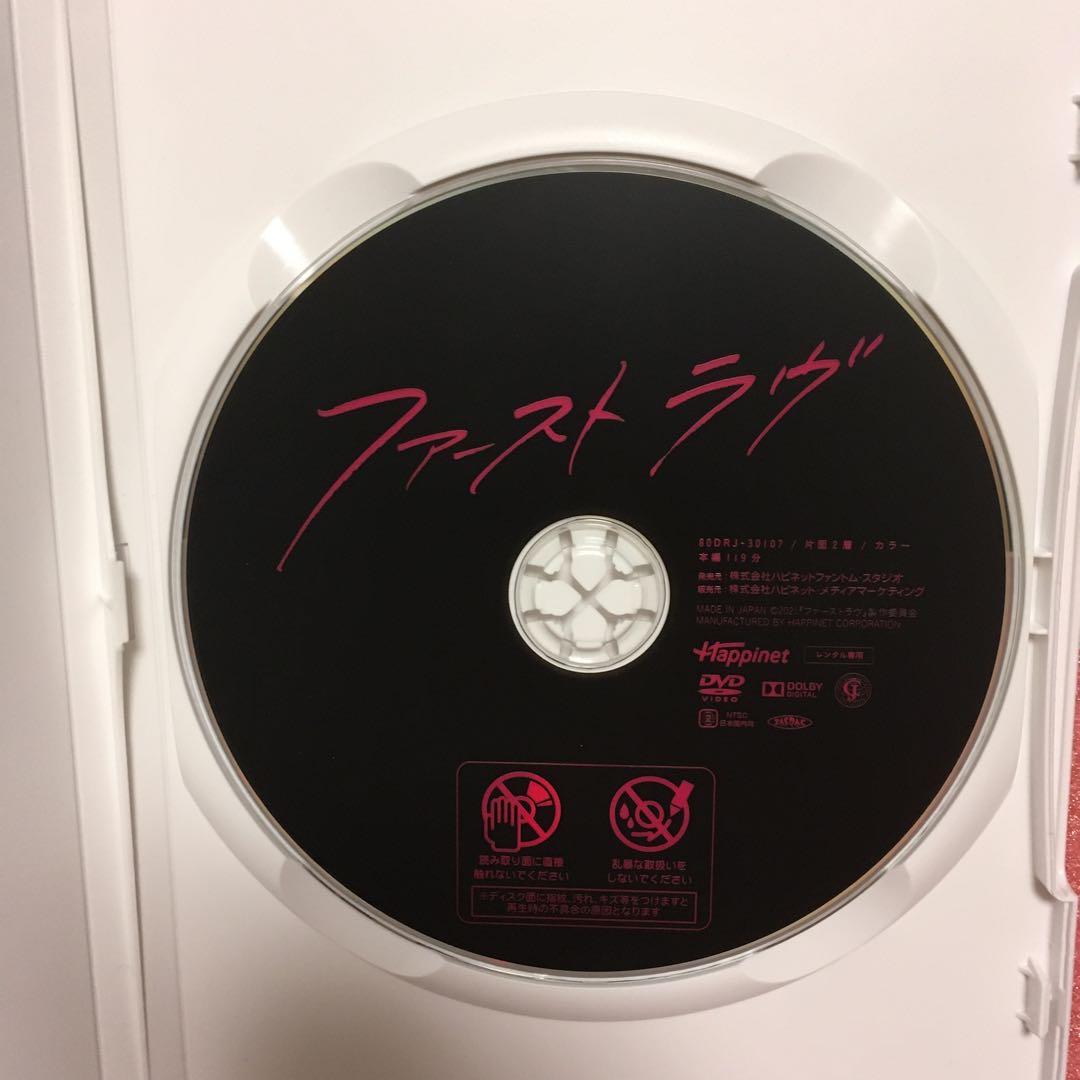 ファーストラヴ
80DRJ-30107 / 片面2層 / カラー
本編119分
発売元：株式会社ハピネットファントム・スタジオ
販売元：株式会社ハピネット・メディアマーケティング
MADE IN JAPAN ©2021『ファーストラヴ』製作委員会
MANUFACTURED BY HAPPINET CORPORATION
Happinet
レンタル専用
DVD
VIDEO
DOLBY
DIGITAL
2
NTSC
日本国内向
JASRAC
読み取り面に直接
触れないでください
乱暴な取扱いを
しないでください
※ディスク面に指紋、汚れ、キズ等をつけますと
再生時の不具合の原因となります